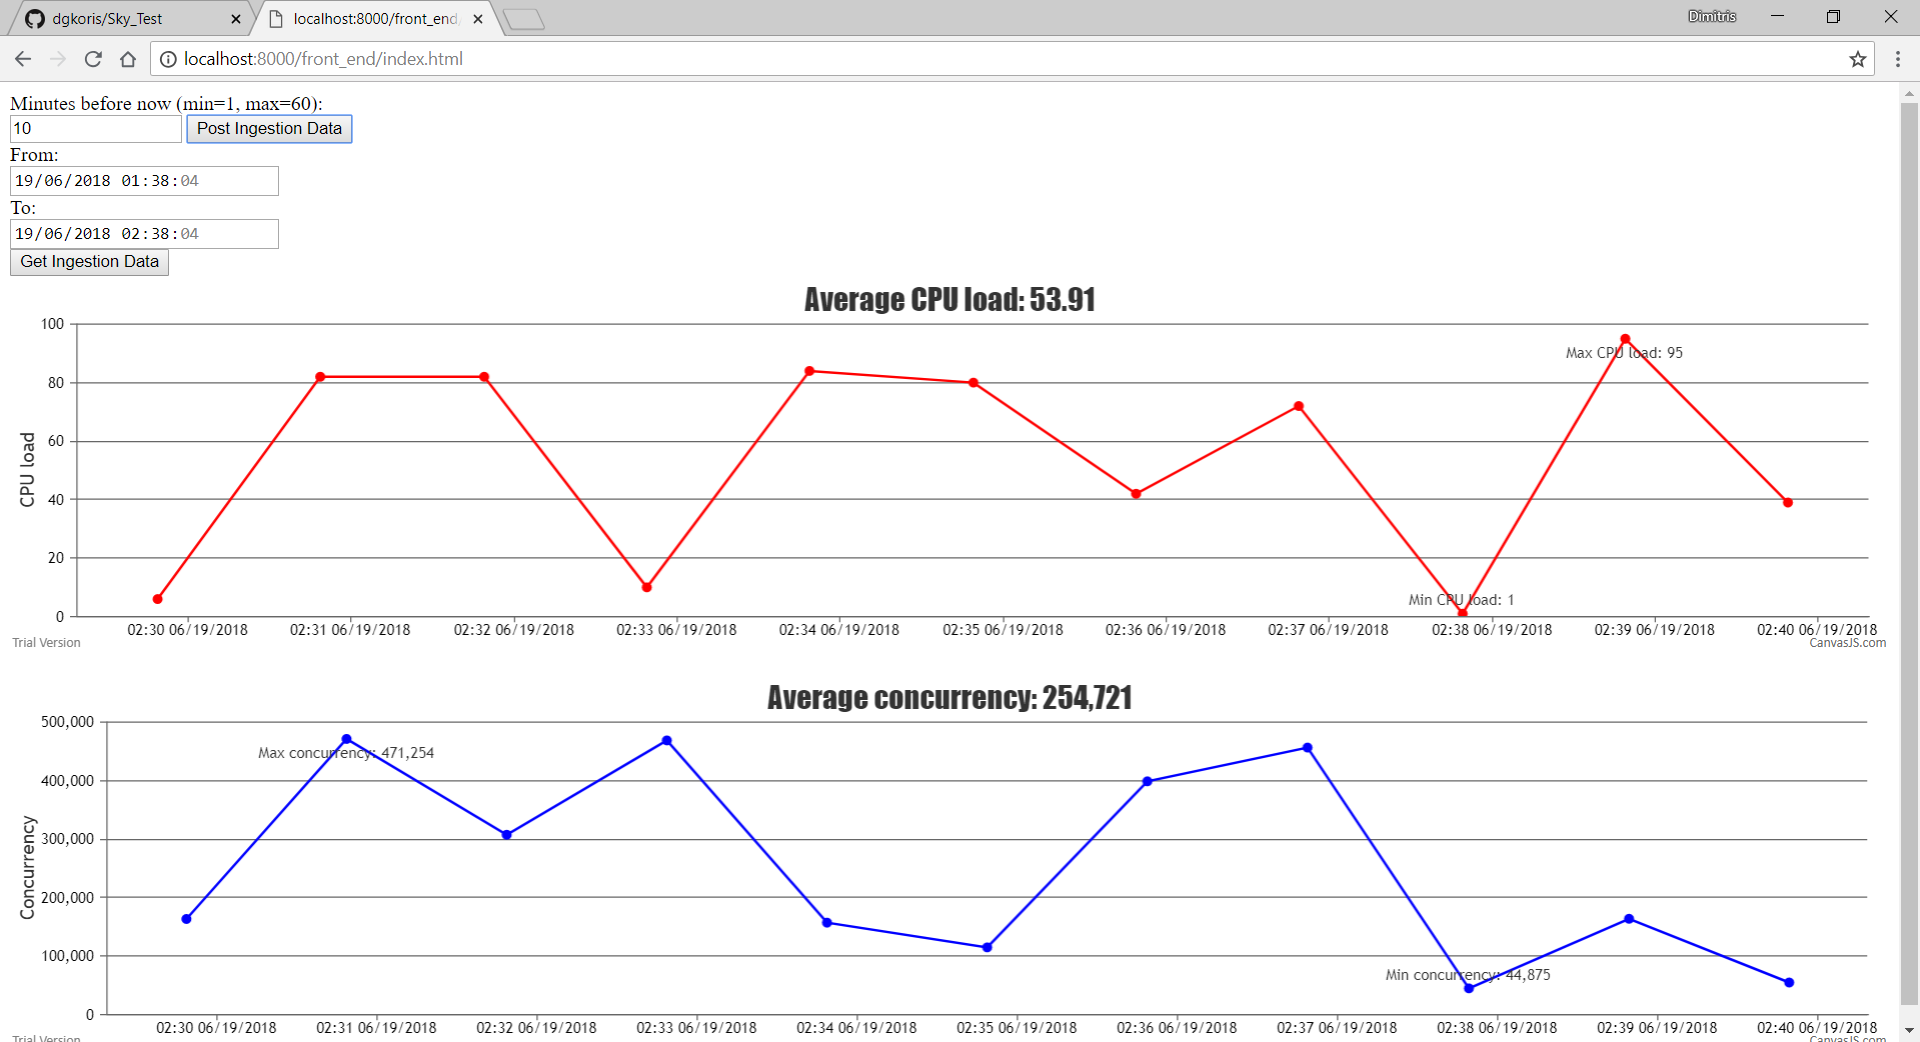 dgkoris/Sky_Test
localhost:8000/front_end
Dimitris
localhost:8000/front_end/index.html
Minutes before now (min=1, max=60):
10 Post Ingestion Data
From:
19/06/2018 01:38:04
To:
19/06/2018 02:38:04
Get Ingestion Data
Average CPU load: 53.91
100
80
60
40
20
0
CPU load
Max CPU load: 95
Min CPU load: 1
02:30 06/19/2018 02:31 06/19/2018 02:32 06/19/2018 02:33 06/19/2018 02:34 06/19/2018 02:35 06/19/2018 02:36 06/19/2018 02:37 06/19/2018 02:38 06/19/2018 02:39 06/19/2018 02:40 06/19/2018
Trial Version CanvasJS.com
Average concurrency: 254,721
500,000
400,000
300,000
200,000
100,000
0
Concurrency
Max concurrency: 471,254
Min concurrency: 44,875
02:30 06/19/2018 02:31 06/19/2018 02:32 06/19/2018 02:33 06/19/2018 02:34 06/19/2018 02:35 06/19/2018 02:36 06/19/2018 02:37 06/19/2018 02:38 06/19/2018 02:39 06/19/2018 02:40 06/19/2018
Trial Version CanvasJS.com